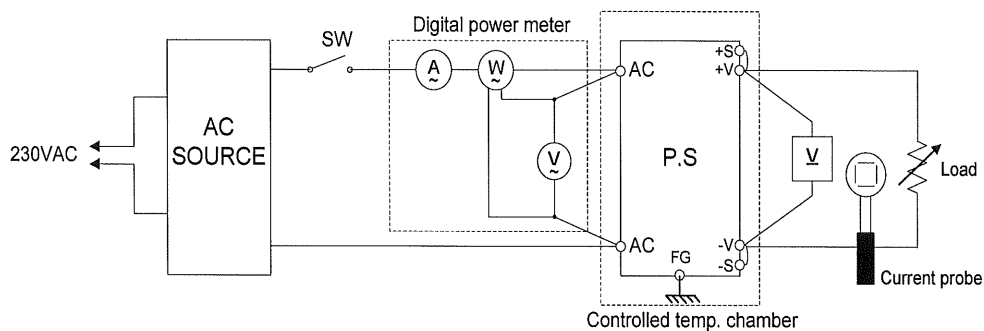 Digital power meter
SW
A
~
W
~
AC
+S
+V
230VAC
AC
SOURCE
V
~
P.S
V
Load
AC
FG
-V
-S
Current probe
Controlled temp. chamber